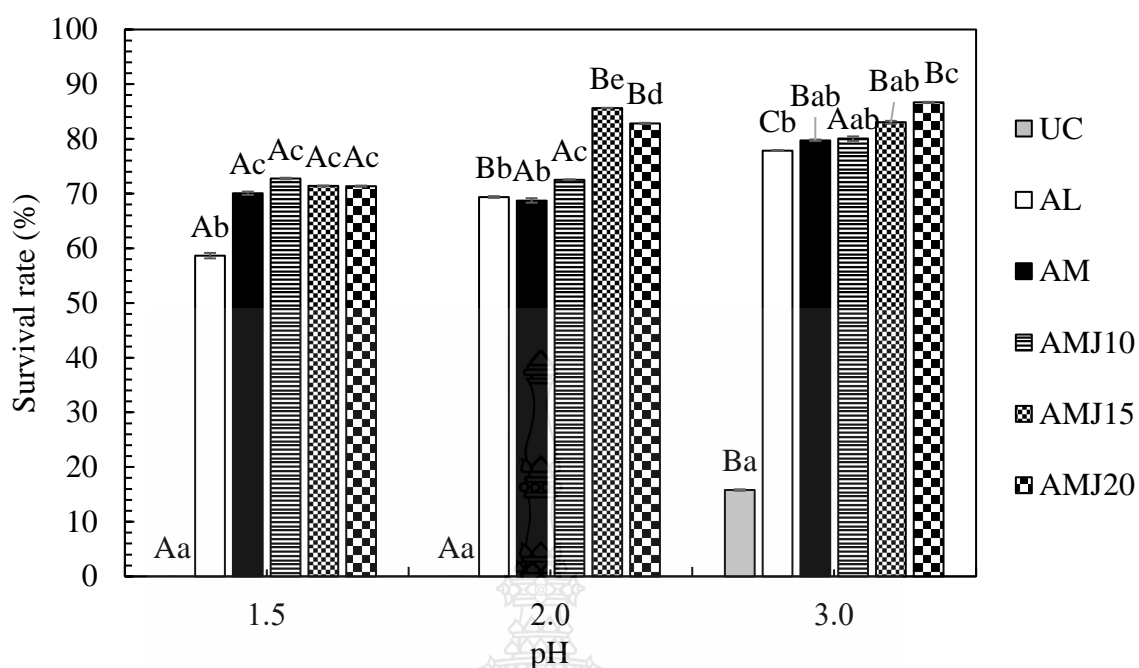 Survival rate (%)
100
90
80
70
60
50
40
30
20
10
0
Aa
Ab
Ac
Ac
Ac
Ac
Aa
Bb
Ab
Ac
Be
Bd
Ba
Cb
Bab
Aab
Bab
Bc
1.5
2.0
3.0
pH
UC
AL
AM
AMJ10
AMJ15
AMJ20